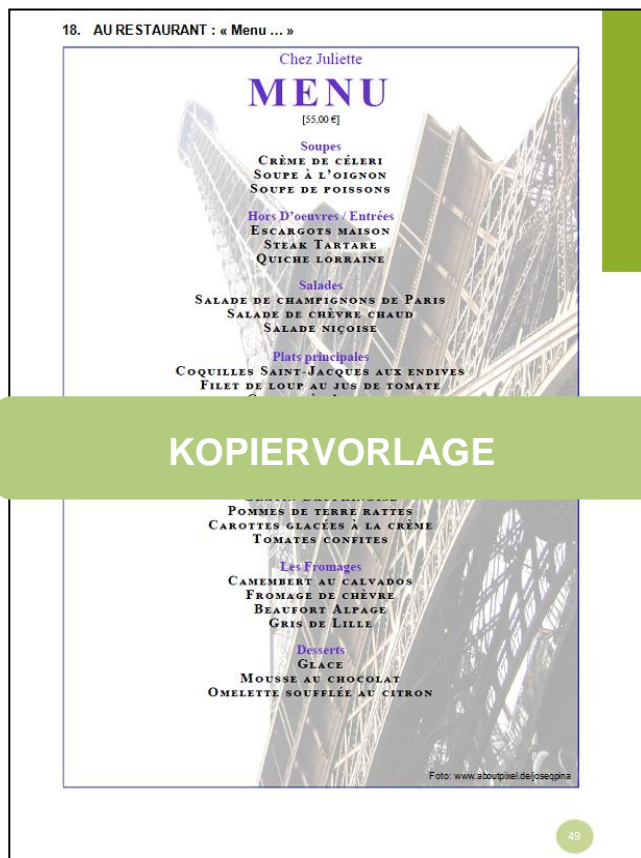 18. AU RESTAURANT : « Menu ... »
Chez Juliette
MENU
[55,00 €]
Soupes
CRÈME DE CÉLERI
SOUPE À L'OIGNON
SOUPE DE POISSONS
Hors D'oeuvres / Entrées
ESCARGOTS MAISON
STEAK TARTARE
QUICHE LORRAINE
Salades
SALADE DE CHAMPIGNONS DE PARIS
SALADE DE CHÈVRE CHAUD
SALADE NIÇOISE
Plats principales
COQUILLES SAINT-JACQUES AUX ENDIVES
FILET DE LOUP AU JUS DE TOMATE
KOPIERVORLAGE
POMMES DE TERRE RATTES
CAROTTES GLACÉES À LA CRÈME
TOMATES CONFITES
Les Fromages
CAMEMBERT AU CALVADOS
FROMAGE DE CHÈVRE
BEAUFORT ALPAGE
GRIS DE LILLE
Desserts
GLACE
MOUSSE AU CHOCOLAT
OMELETTE SOUFFLÉE AU CITRON
Foto: www.aboutpixel.de/joseqpina
49